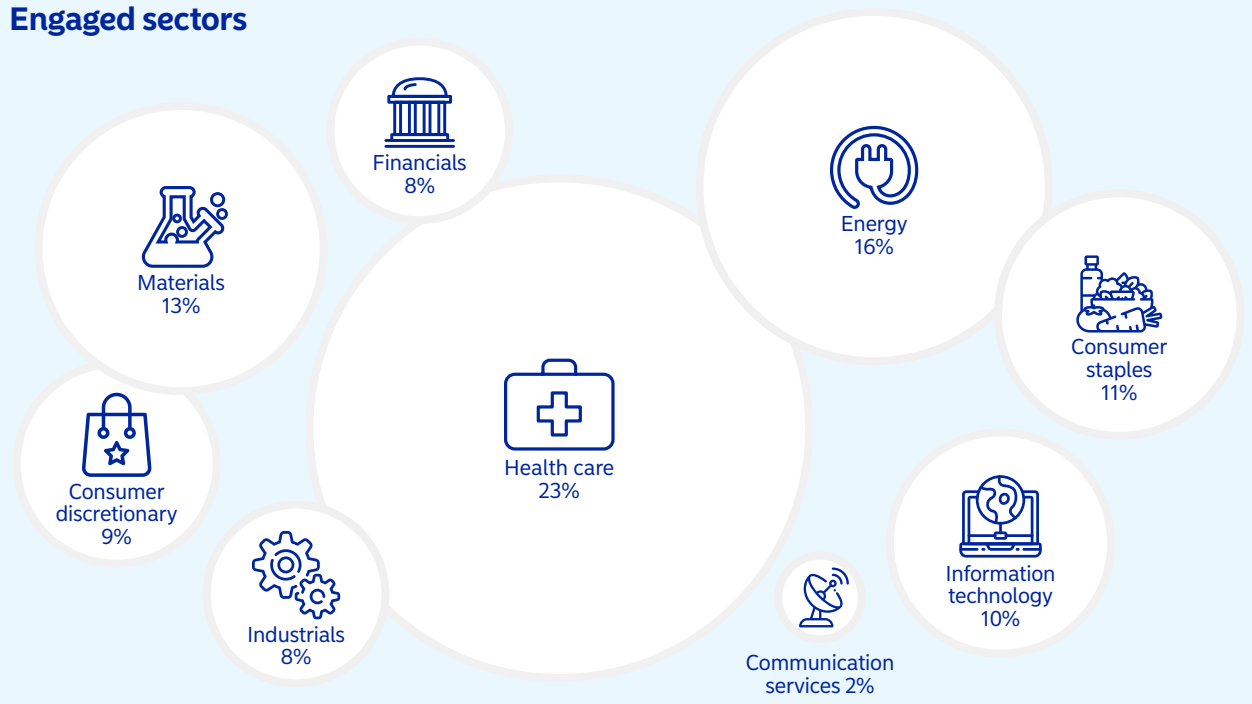 Engaged sectors
Financials
8%
Energy
16%
Materials
13%
Consumer
staples
11%
Health care
23%
Consumer
discretionary
9%
Information
technology
10%
Industrials
8%
Communication
services 2%